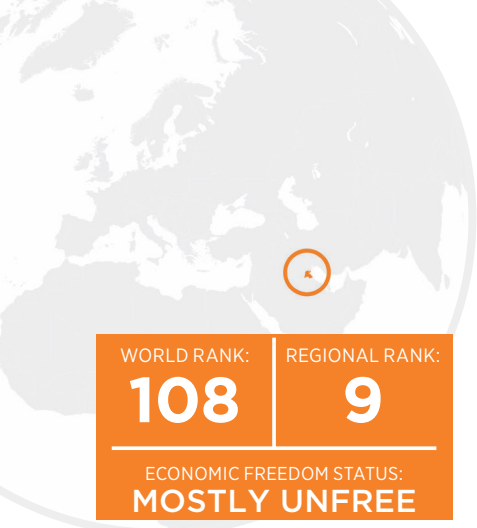 WORLD RANK:
108
REGIONAL RANK:
9
ECONOMIC FREEDOM STATUS:
MOSTLY UNFREE